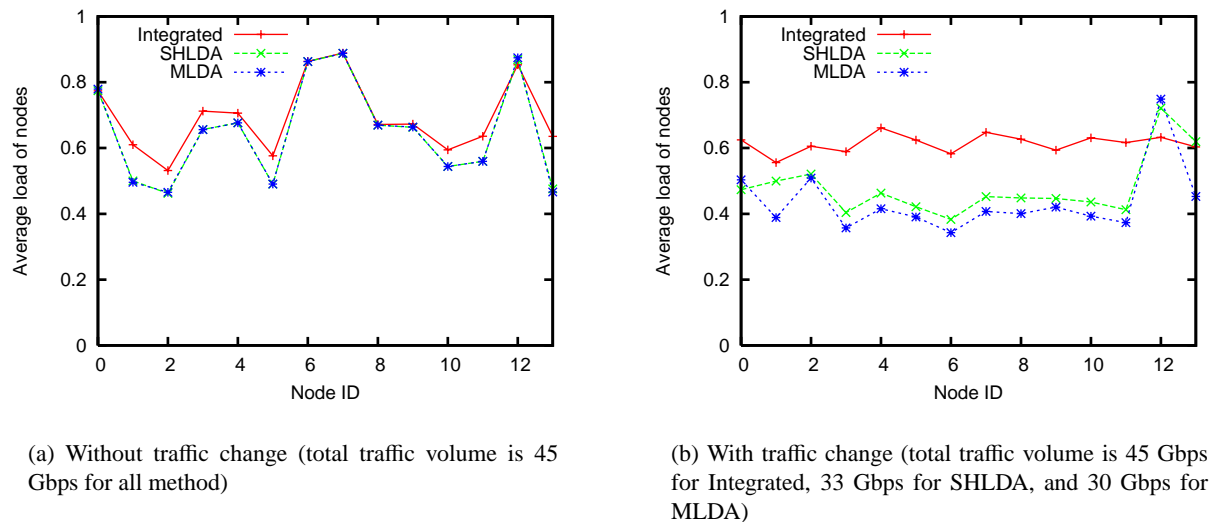 1
0.8
0.6
0.4
0.2
0
0 2 4 6 8 10 12
Average load of nodes
Node ID
Integrated
SHLDA
MLDA
(a) Without traffic change (total traffic volume is 45
Gbps for all method)
1
0.8
0.6
0.4
0.2
0
0 2 4 6 8 10 12
Average load of nodes
Node ID
Integrated
SHLDA
MLDA
(b) With traffic change (total traffic volume is 45 Gbps
for Integrated, 33 Gbps for SHLDA, and 30 Gbps for
MLDA)